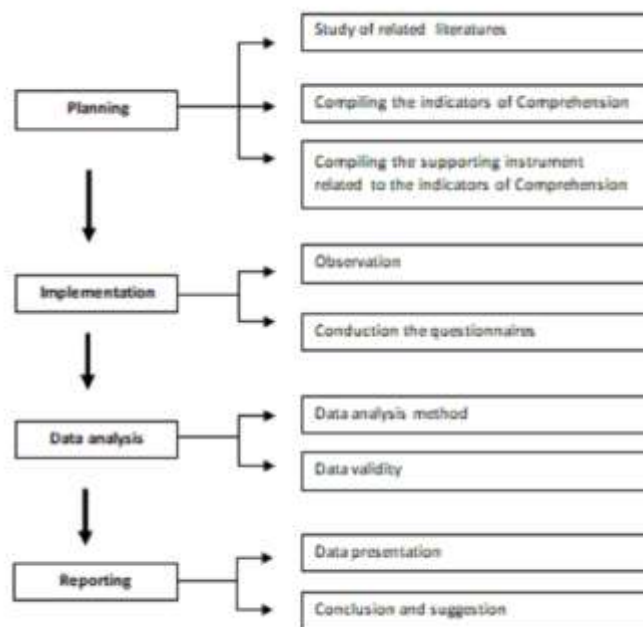 Study of related literatures
Planning
Compiling the indicators of Comprehension
Compiling the supporting instrument
related to the indicators of Comprehension
Observation
Implementation
Conduction the questionnaires
Data analysis method
Data analysis
Data validity
Data presentation
Reporting
Conclusion and suggestion